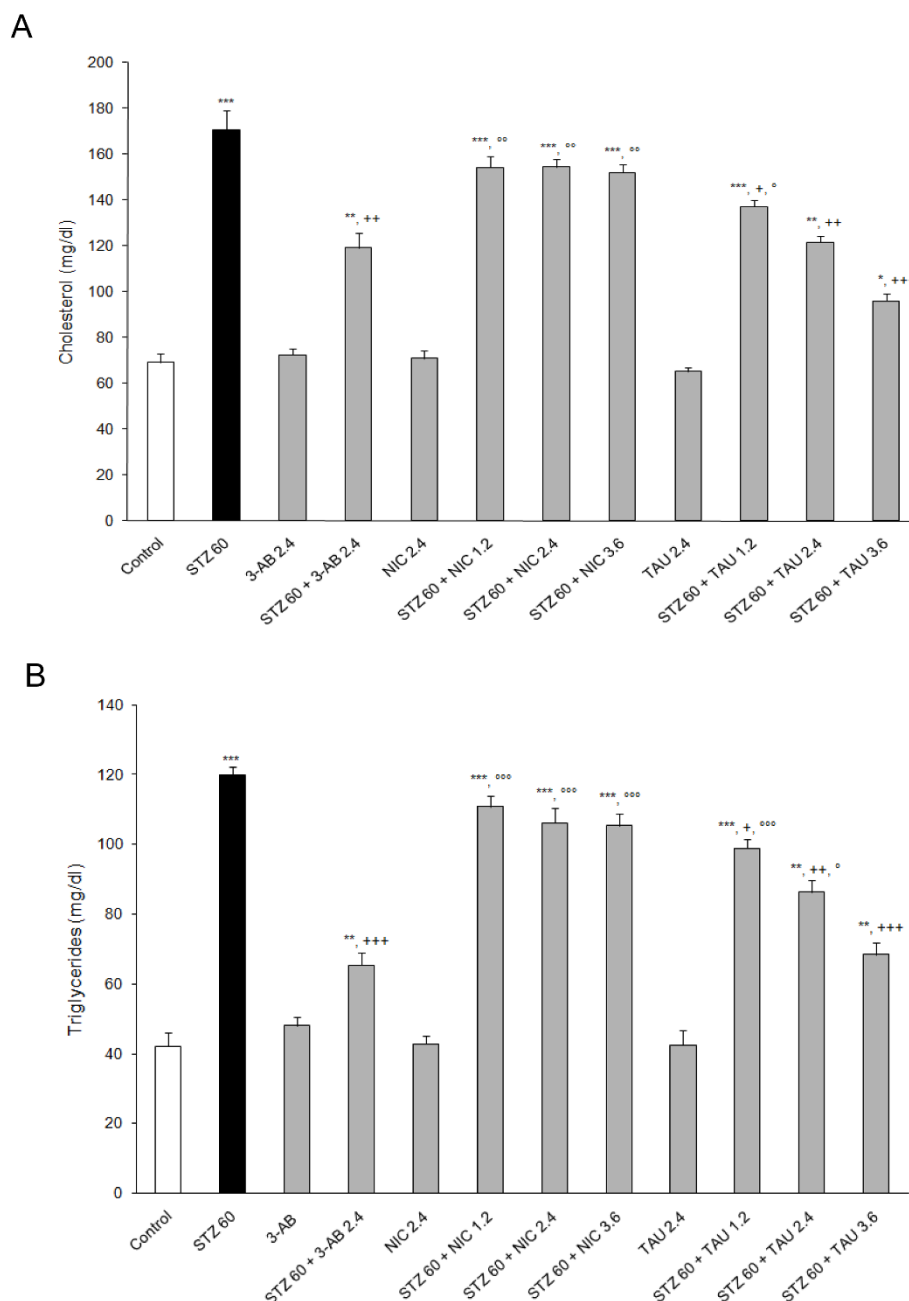 A
Cholesterol (mg/dl)
200
180
160
140
120
100
80
60
40
20
0
***
**, ++
***, °°
***, °°
***, °°
***, +, °
**, ++
*, ++
Control
STZ 60
3-AB 2.4
STZ 60 + 3-AB 2.4
NIC 2.4
STZ 60 + NIC 1.2
STZ 60 + NIC 2.4
STZ 60 + NIC 3.6
TAU 2.4
STZ 60 + TAU 1.2
STZ 60 + TAU 2.4
STZ 60 + TAU 3.6
B
Triglycerides (mg/dl)
140
120
100
80
60
40
20
0
***
**, +++
***, °°°
***, °°°
***, °°°
***, +, °°°
**, ++, °
**, +++
Control
STZ 60
3-AB
STZ 60 + 3-AB 2.4
NIC 2.4
STZ 60 + NIC 1.2
STZ 60 + NIC 2.4
STZ 60 + NIC 3.6
TAU 2.4
STZ 60 + TAU 1.2
STZ 60 + TAU 2.4
STZ 60 + TAU 3.6